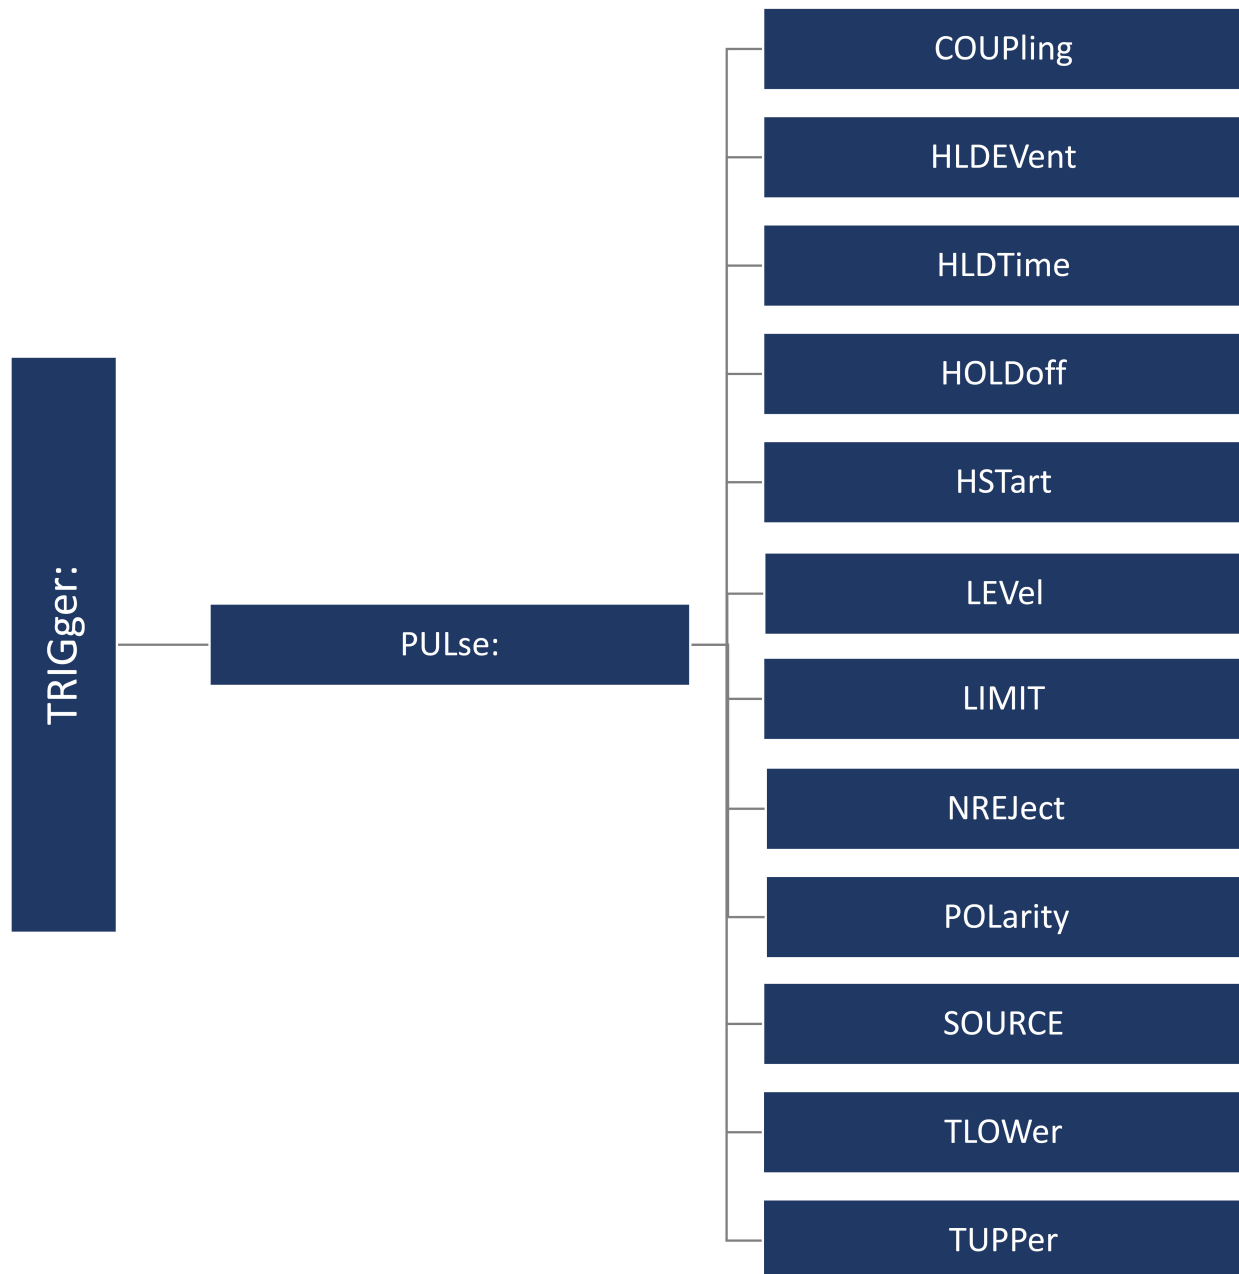 TRIGger:
PULse:
COUPling
HLDEVent
HLDTime
HOLDoff
HSTart
LEVel
LIMIT
NREJect
POLarity
SOURCE
TLOWer
TUPPer